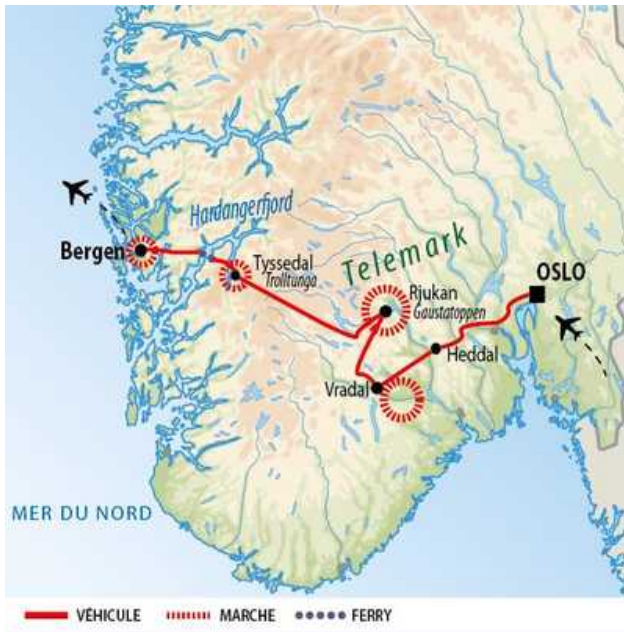 Hardangerfjord
Bergen
Tyssedal
Trolltunga
Telemark
OSLO
Rjukan
Gaustatoppen
Heddal
Vradal
MER DU NORD
VÉHICULE
MARCHE
FERRY